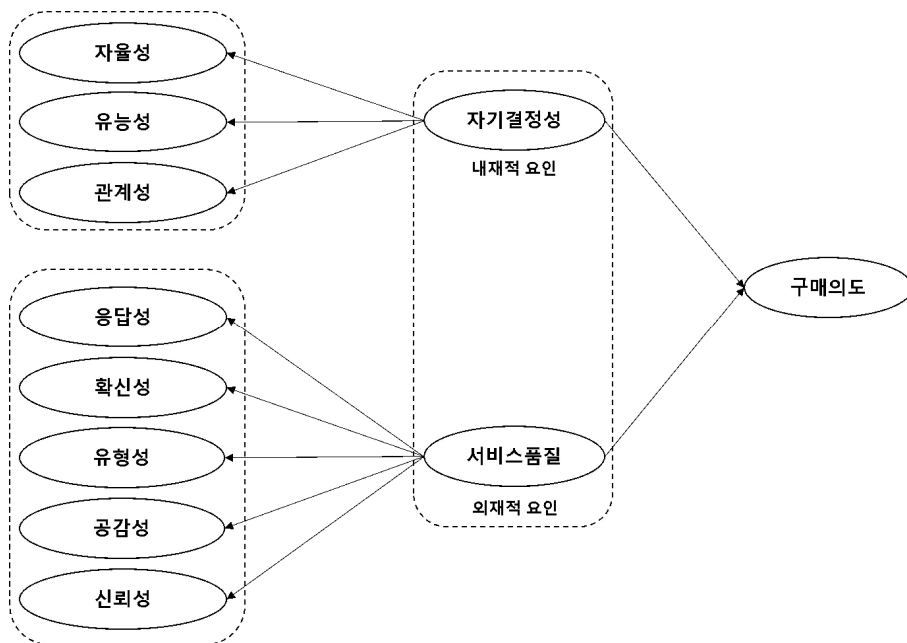 자율성
유능성
관계성
자기결정성
내재적 요인
구매의도
응답성
확신성
유형성
공감성
신뢰성
서비스품질
외재적 요인